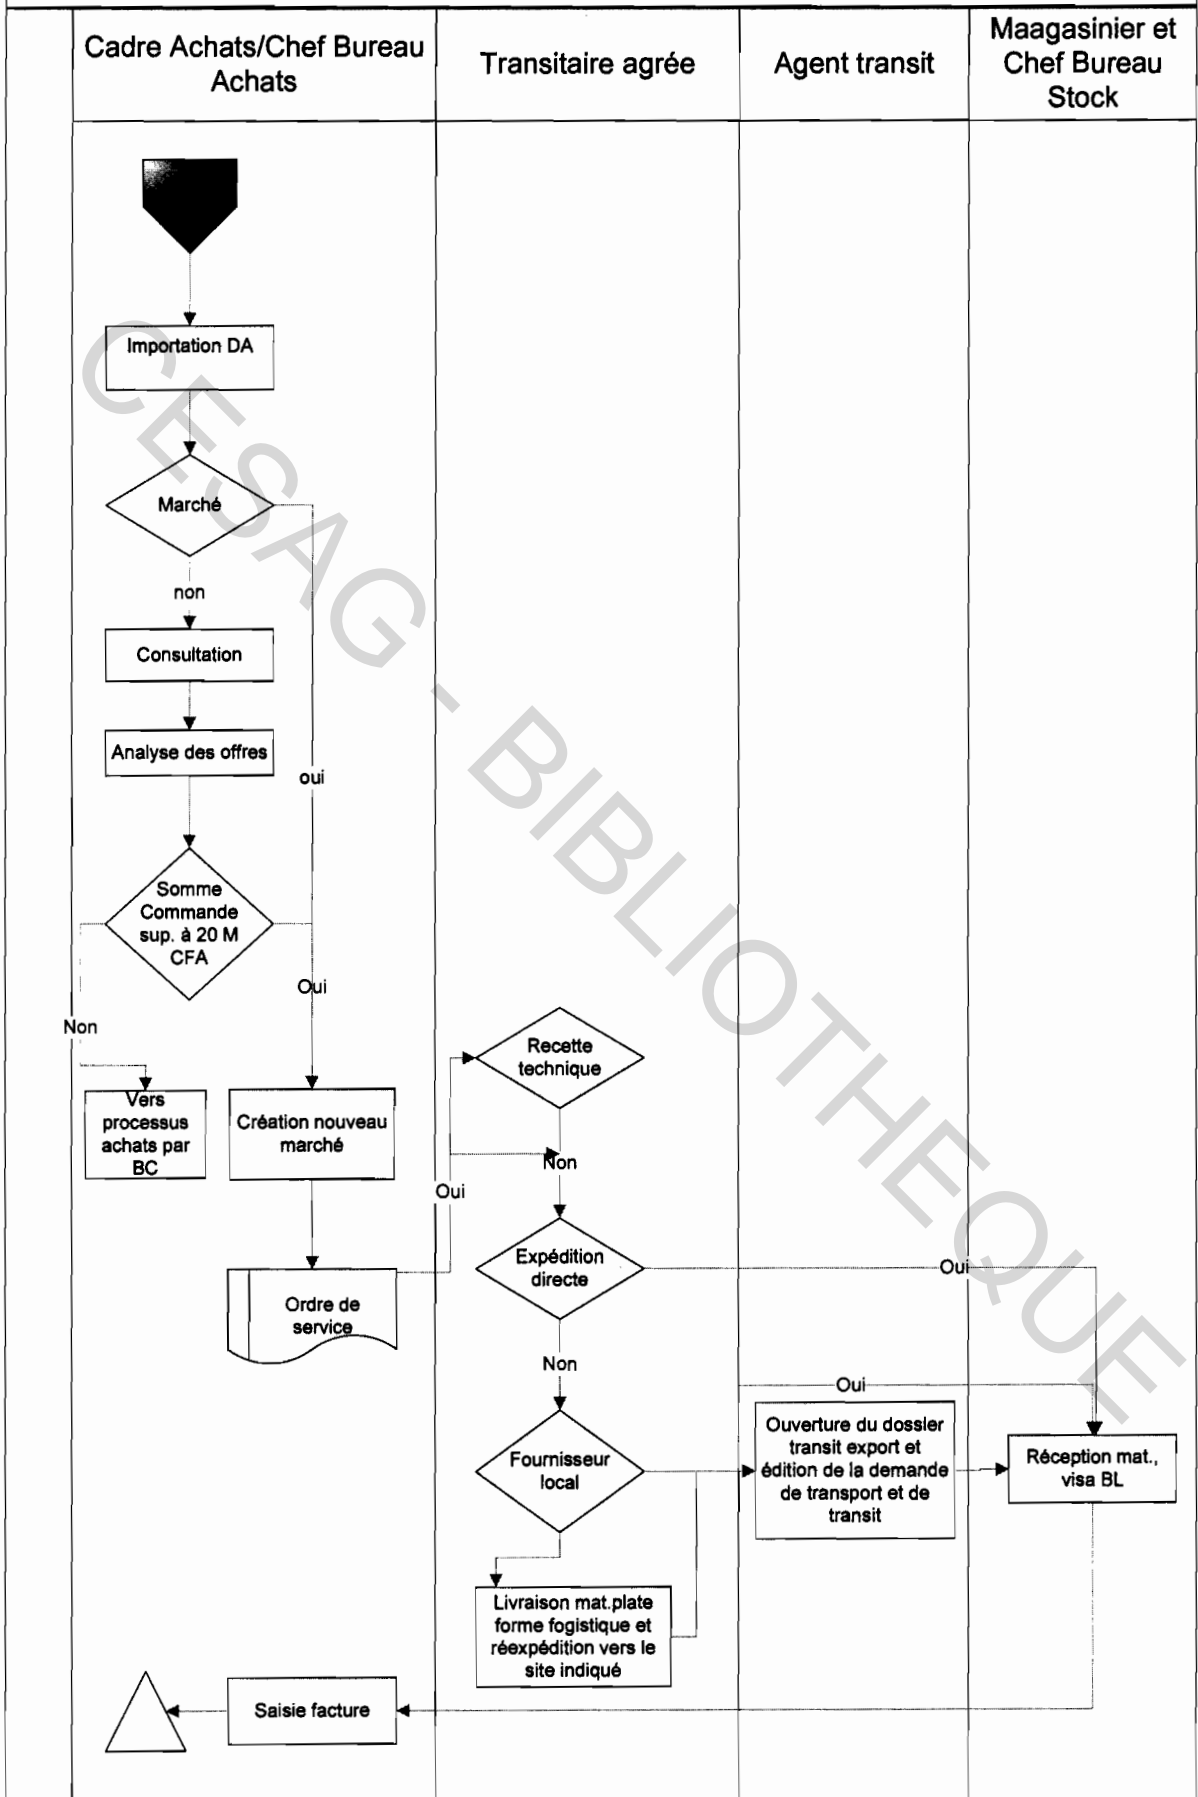 Cadre Achats/Chef Bureau
Achats
Transitaire agrée
Agent transit
Maagasinier et
Chef Bureau
Stock
Importation DA
Marché
non
Consultation
Analyse des offres
oui
Somme
Commande
sup. à 20 M
CFA
Oui
Non
Vers
processus
achats par
BC
Création nouveau
marché
Ordre de
service
Oui
Recette
technique
Non
Expédition
directe
Oui
Non
Fournisseur
local
Oui
Ouverture du dossier
transit export et
édition de la demande
de transport et de
transit
Réception mat.,
visa BL
Livraison mat.plate
forme fogistique et
réexpédition vers le
site indiqué
Saisie facture
CESAG - BIBLIOTHEQUE